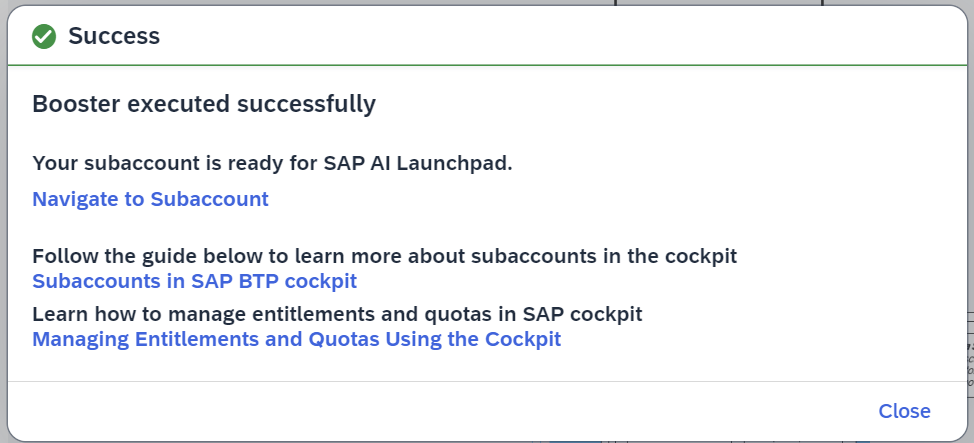 Success
Booster executed successfully
Your subaccount is ready for SAP AI Launchpad.
Navigate to Subaccount
Follow the guide below to learn more about subaccounts in the cockpit
Subaccounts in SAP BTP cockpit
Learn how to manage entitlements and quotas in SAP cockpit
Managing Entitlements and Quotas Using the Cockpit
Close